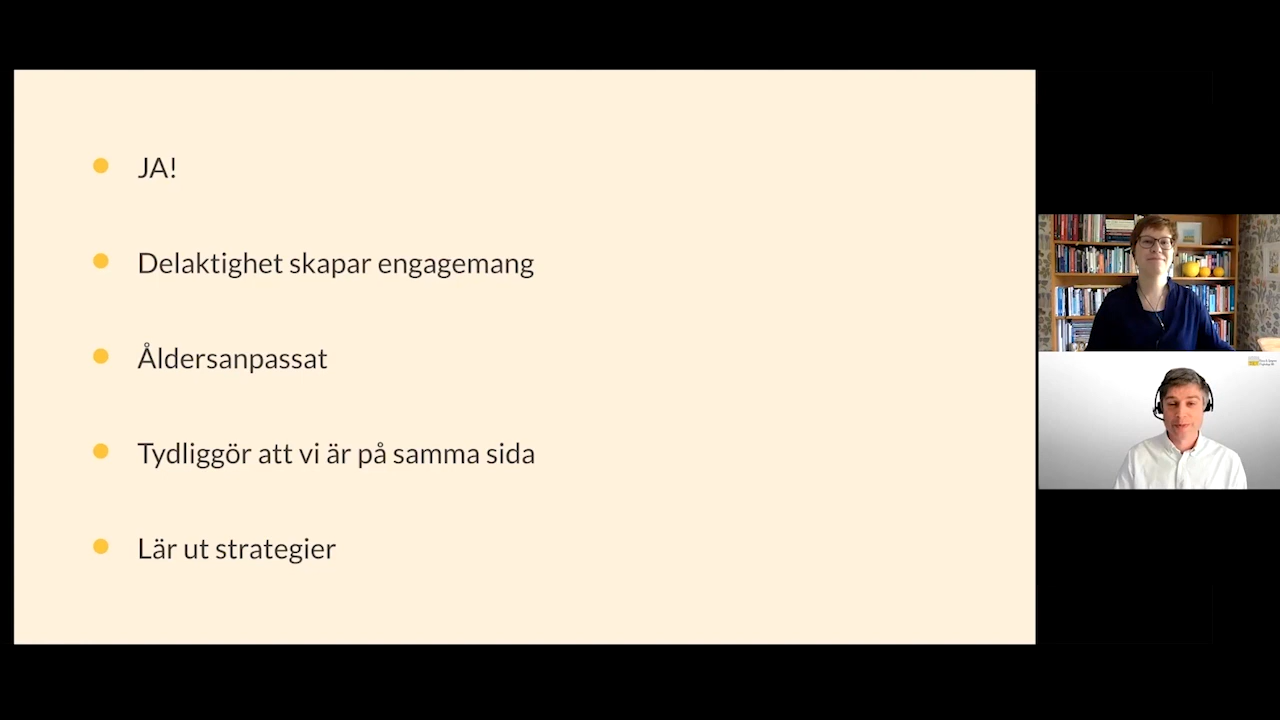 JA!
Delaktighet skapar engagemang
Åldersanpassat
Tydliggör att vi är på samma sida
Lär ut strategier